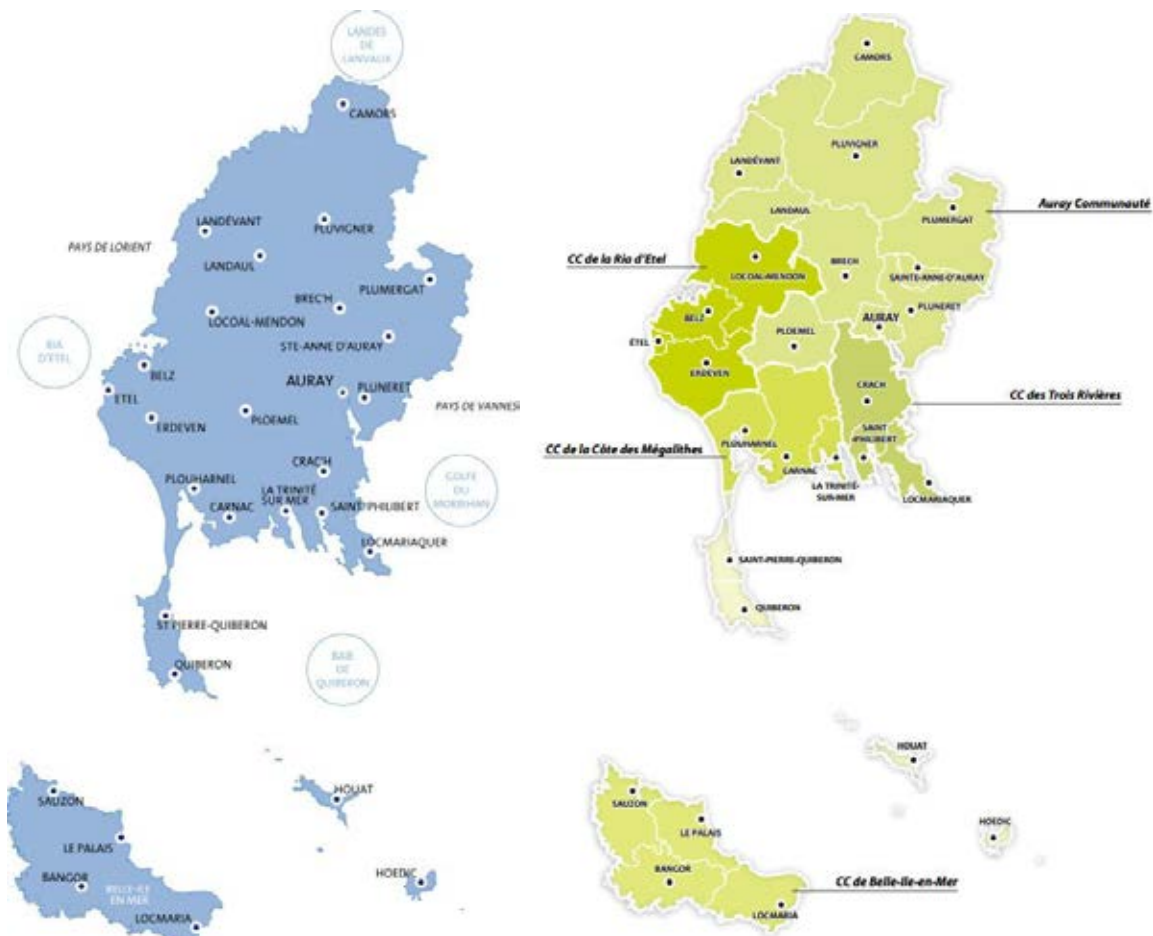 LANDES
DE
LANVAUX
CAMORS
LANDÉVANT
PLUVIGNER
PAYS DE LORIENT
LANDAUL
PLUMERGAT
BREC'H
LOCOAL-MENDON
STE-ANNE D'AURAY
RIA
D'ÉTEL
BELZ
AURAY
PLUNERET
ETEL
PAYS DE VANNES
ERDEVEN
PLOEMEL
CRAC'H
PLOUHARNEL
LA TRINITÉ
SUR MER
GOLFE
DU
MORBIHAN
CARNAC
SAINT PHILIBERT
LOCMARIAQUER
ST PIERRE-QUIBERON
QUIBERON
BAIE
DE
QUIBERON
SAUZON
HOUAT
LE PALAIS
BANGOR
BELLE-ILE
EN MER
HOEDIC
LOCMARIA
CAMORS
PLUVIGNER
LANDÉVANT
LANDAUL
PLUMERGAT
Auray Communauté
CC de la Ria d'Etel
LOCOAL-MENDON
BRECH
SAINTE-ANNE-D'AURAY
BELZ
AURAY
PLUNERET
ÉTEL
PLOEMEL
ERDEVEN
CRACH
CC des Trois Rivières
PLOUHARNEL
SAINT
PHILIBERT
CC de la Côte des Mégalithes
CARNAC
LA TRINITÉ-
SUR-MER
LOCMARIAQUER
SAINT-PIERRE-QUIBERON
QUIBERON
HOUAT
SAUZON
LE PALAIS
HOEDIC
BANGOR
CC de Belle-Ile-en-Mer
LOCMARIA